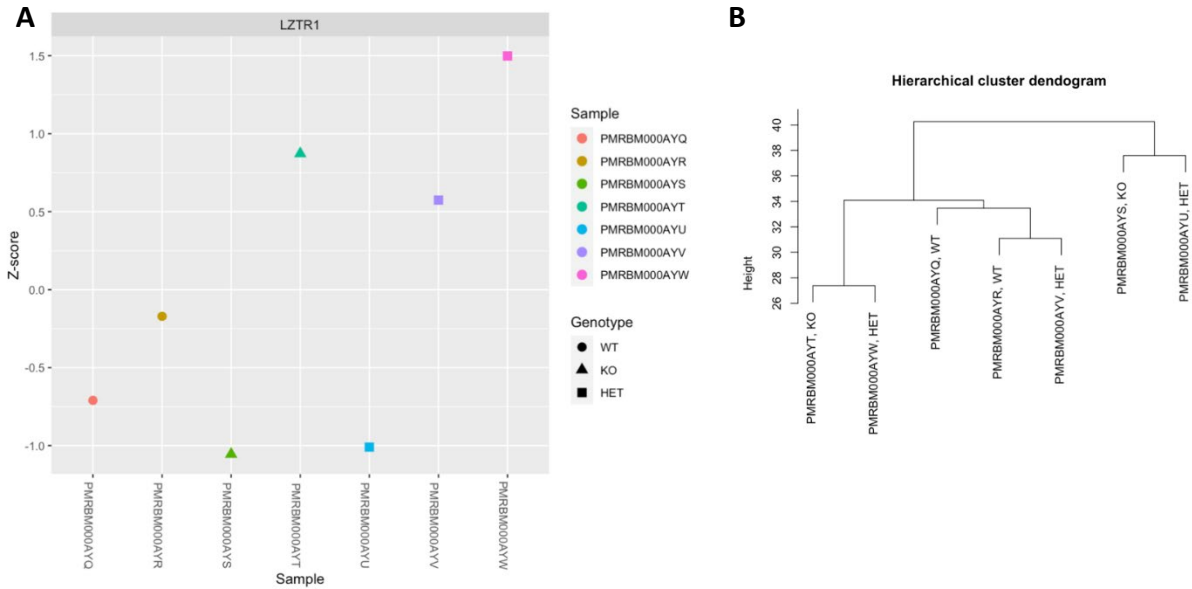 A
LZTR1
Z-score
1.5
1.0
0.5
0.0
-0.5
-1.0
PMRBM000AYQ
PMRBM000AYR
PMRBM000AYS
PMRBM000AYT
PMRBM000AYU
PMRBM000AYV
PMRBM000AYW
Sample
Sample
PMRBM000AYQ
PMRBM000AYR
PMRBM000AYS
PMRBM000AYT
PMRBM000AYU
PMRBM000AYV
PMRBM000AYW
Genotype
WT
KO
HET
B
Hierarchical cluster dendogram
Height
40
38
36
34
32
30
28
26
PMRBM000AYT, KO
PMRBM000AYW, HET
PMRBM000AYQ, WT
PMRBM000AYR, WT
PMRBM000AYV, HET
PMRBM000AYS, KO
PMRBM000AYU, HET